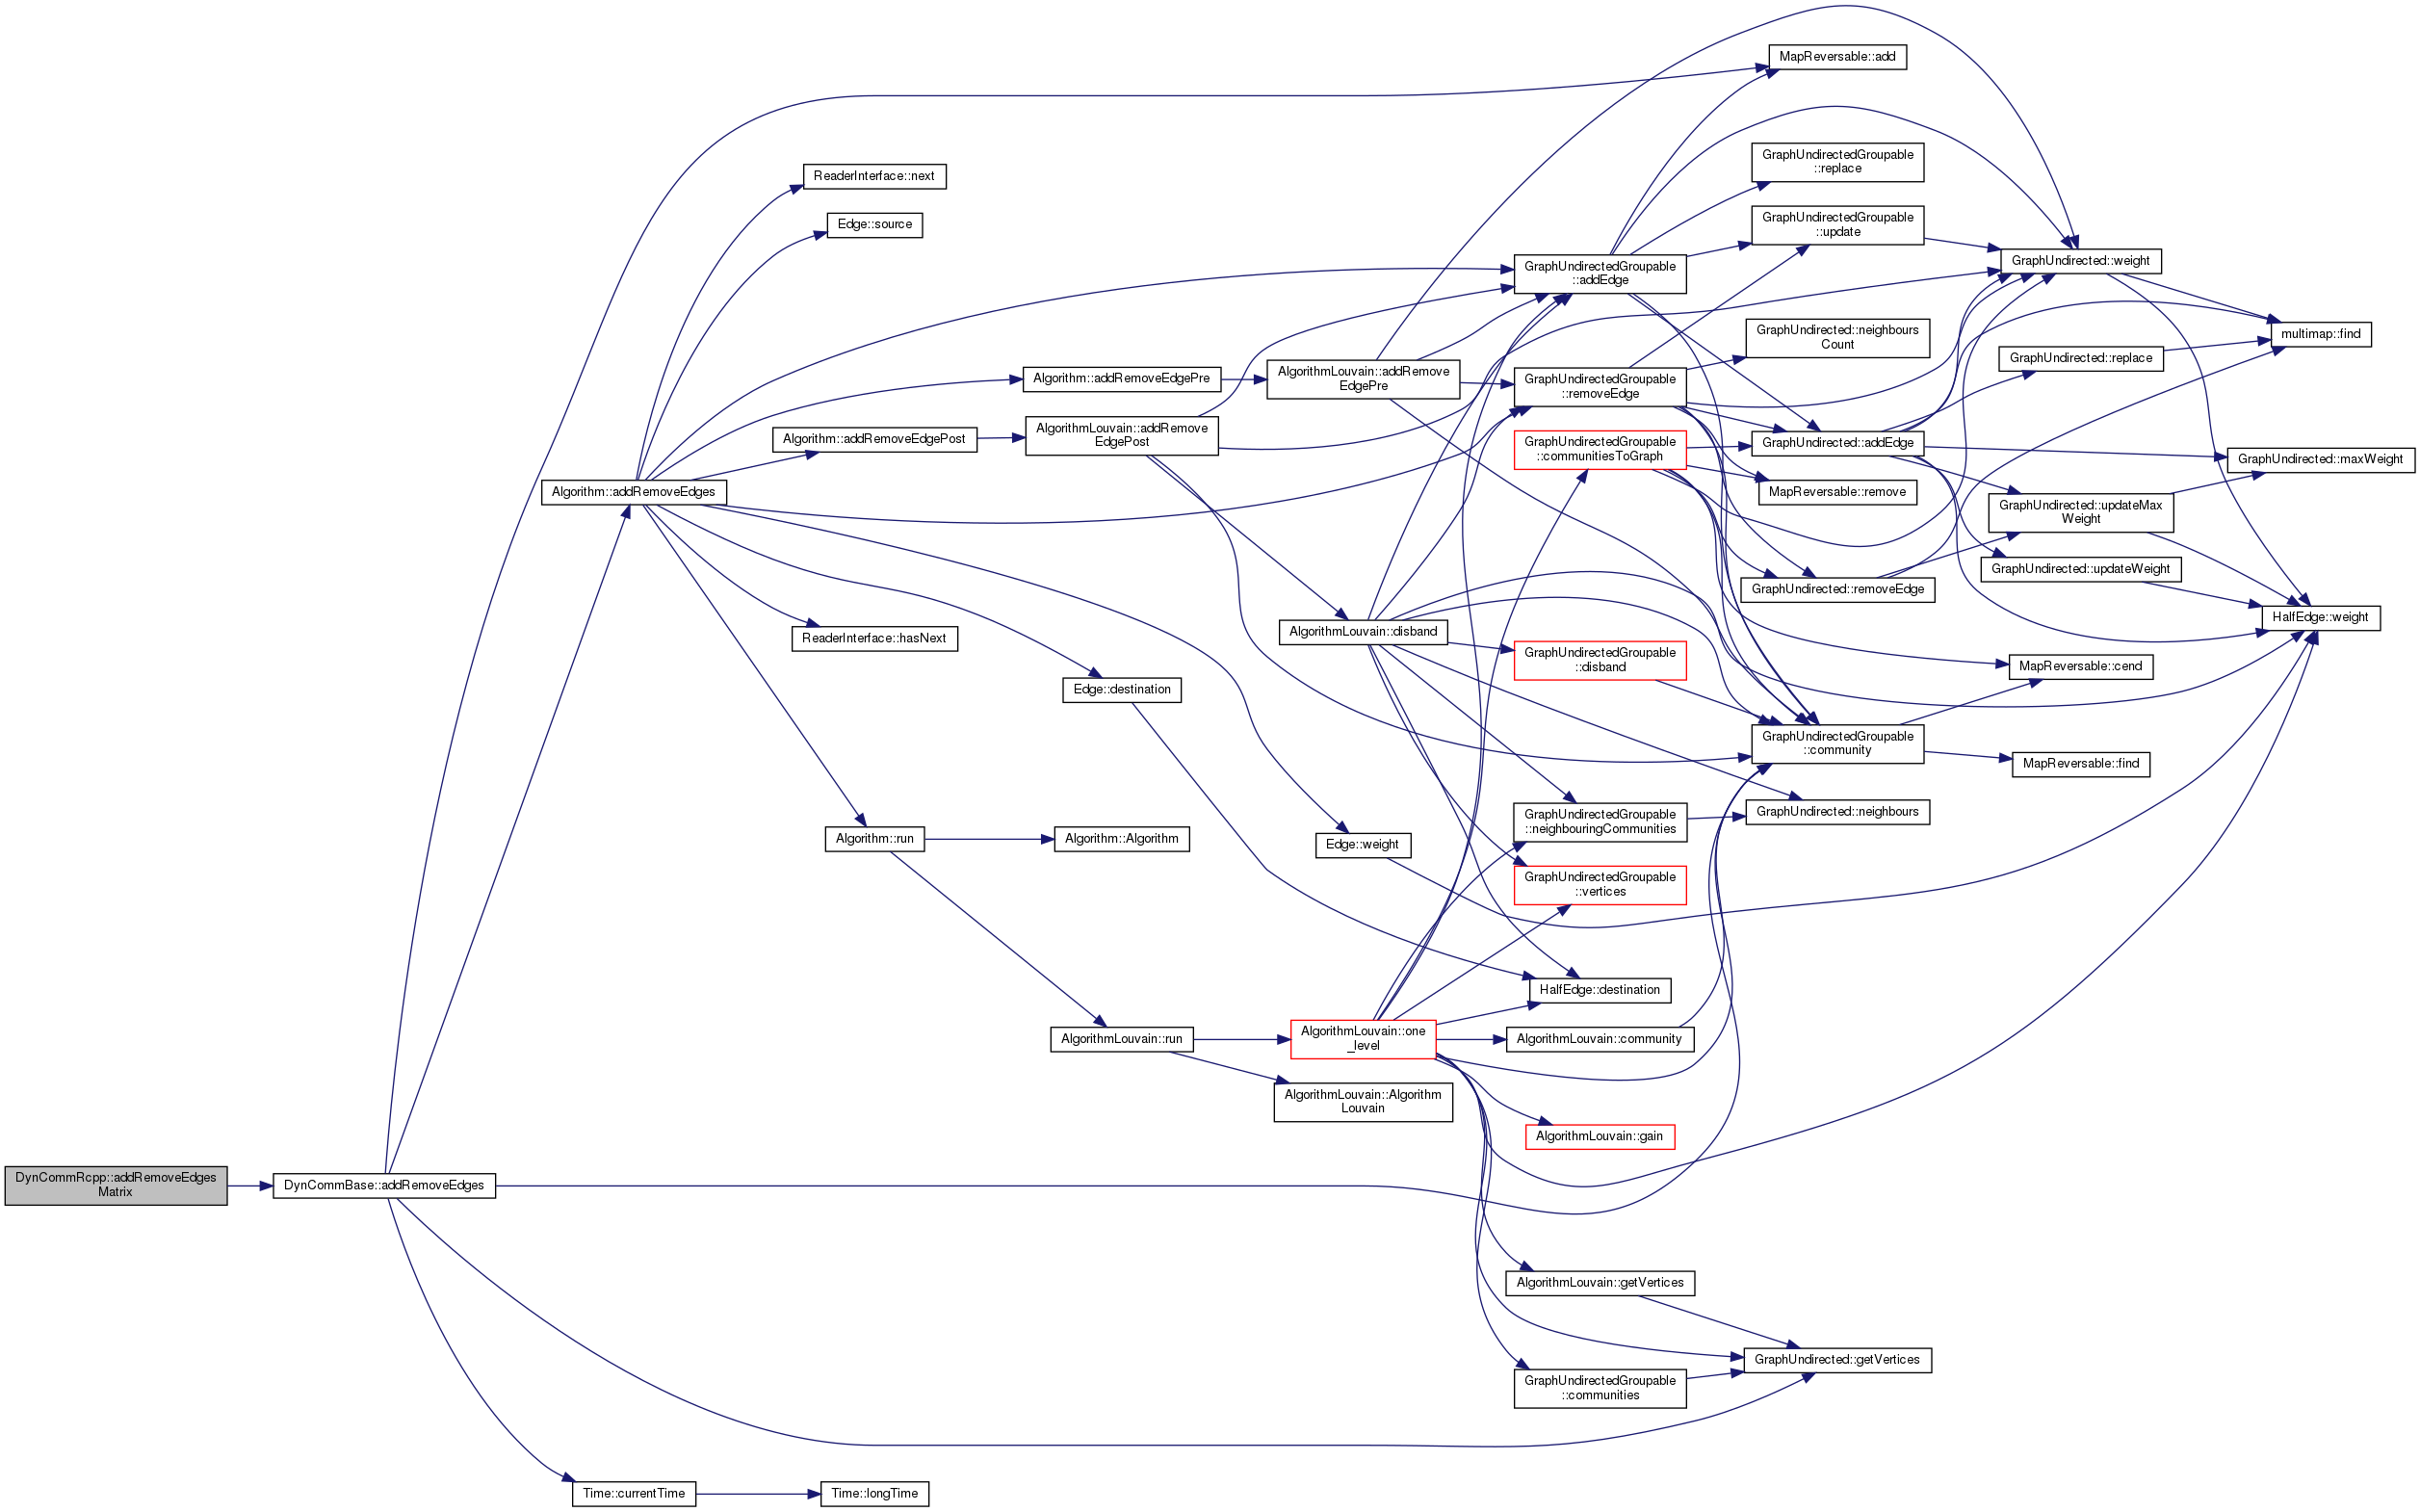 MapReversable::add
GraphUndirectedGroupable
::replace
ReaderInterface::next
Edge::source
GraphUndirectedGroupable
::update
GraphUndirectedGroupable
::addEdge
GraphUndirected::weight
GraphUndirected::neighbours
Count
multimap::find
GraphUndirected::replace
Algorithm::addRemoveEdgePre
AlgorithmLouvain::addRemove
EdgePre
GraphUndirectedGroupable
::removeEdge
Algorithm::addRemoveEdgePost
AlgorithmLouvain::addRemove
EdgePost
GraphUndirectedGroupable
::communitiesToGraph
GraphUndirected::addEdge
GraphUndirected::maxWeight
Algorithm::addRemoveEdges
MapReversable::remove
GraphUndirected::updateMax
Weight
GraphUndirected::updateWeight
GraphUndirected::removeEdge
HalfEdge::weight
ReaderInterface::hasNext
AlgorithmLouvain::disband
GraphUndirectedGroupable
::disband
MapReversable::cend
Edge::destination
GraphUndirectedGroupable
::community
MapReversable::find
GraphUndirectedGroupable
::neighbouringCommunities
GraphUndirected::neighbours
Algorithm::run
Algorithm::Algorithm
Edge::weight
GraphUndirectedGroupable
::vertices
HalfEdge::destination
AlgorithmLouvain::run
AlgorithmLouvain::one
_level
AlgorithmLouvain::community
AlgorithmLouvain::Algorithm
Louvain
AlgorithmLouvain::gain
DynCommRcpp::addRemoveEdges
Matrix
DynCommBase::addRemoveEdges
AlgorithmLouvain::getVertices
GraphUndirected::getVertices
GraphUndirectedGroupable
::communities
Time::currentTime
Time::longTime